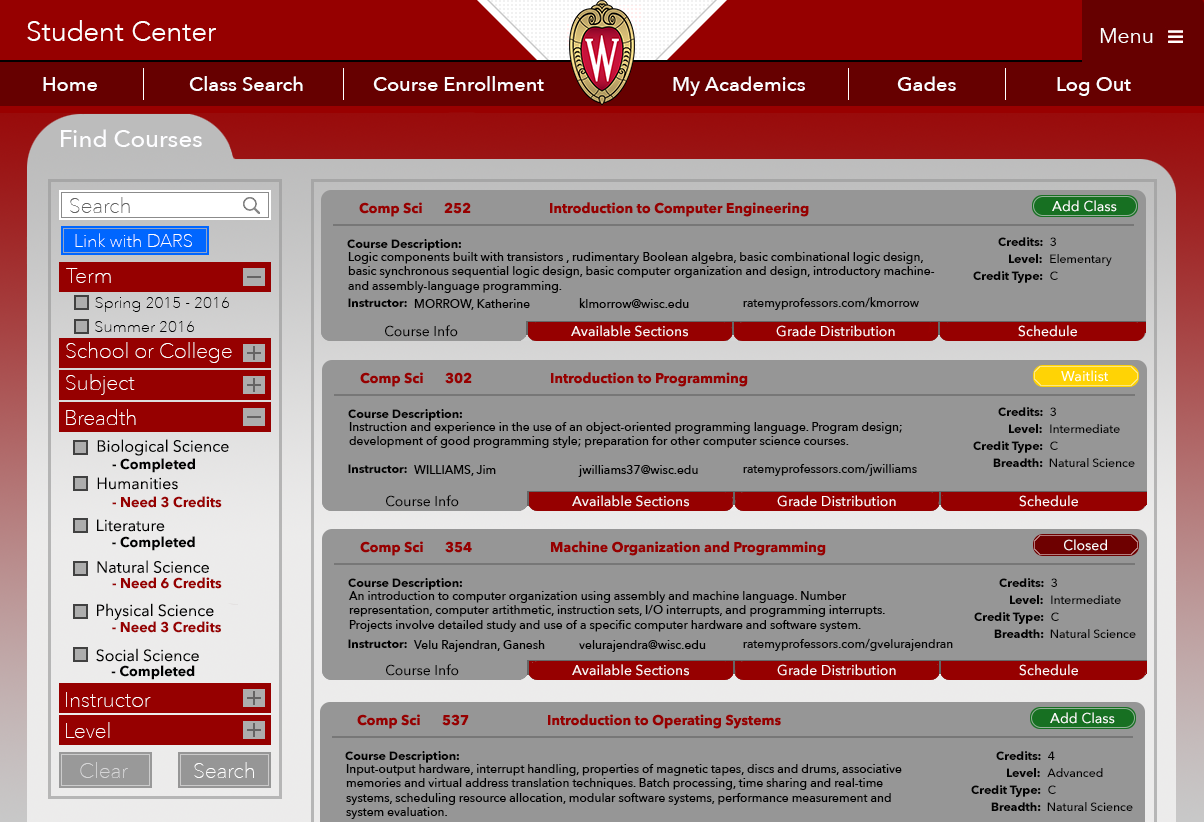 Student Center
W
Menu
Home
Class Search
Course Enrollment
My Academics
Gades
Log Out
Find Courses
Search
Link with DARS
Term
Spring 2015 - 2016
Summer 2016
School or College
Subject
Breadth
Biological Science
- Completed
Humanities
- Need 3 Credits
Literature
- Completed
Natural Science
- Need 6 Credits
Physical Science
- Need 3 Credits
Social Science
- Completed
Instructor
Level
Clear
Search
Comp Sci 252 Introduction to Computer Engineering Add Class
Course Description:
Logic components built with transistors , rudimentary Boolean algebra, basic combinational logic design,
basic synchronous sequential logic design, basic computer organization and design, introductory machine-
and assembly-language programming.
Instructor: MORROW, Katherine klmorrow@wisc.edu ratemyprofessors.com/kmorrow
Credits: 3
Level: Elementary
Credit Type: C
Course Info Available Sections Grade Distribution Schedule
Comp Sci 302 Introduction to Programming Waitlist
Course Description:
Instruction and experience in the use of an object-oriented programming language. Program design;
development of good programming style; preparation for other computer science courses.
Instructor: WILLIAMS, Jim jwilliams37@wisc.edu ratemyprofessors.com/jwilliams
Credits: 3
Level: Intermediate
Credit Type: C
Breadth: Natural Science
Course Info Available Sections Grade Distribution Schedule
Comp Sci 354 Machine Organization and Programming Closed
Course Description:
An introduction to computer organization using assembly and machine language. Number
representation, computer artithmetic, instruction sets, I/O interrupts, and programming interrupts.
Projects involve detailed study and use of a specific computer hardware and software system.
Instructor: Velu Rajendran, Ganesh velurajendra@wisc.edu ratemyprofessors.com/gvelurajendran
Credits: 3
Level: Intermediate
Credit Type: C
Breadth: Natural Science
Course Info Available Sections Grade Distribution Schedule
Comp Sci 537 Introduction to Operating Systems Add Class
Course Description:
Input-output hardware, interrupt handling, properties of magnetic tapes, discs and drums, associative
memories and virtual address translation techniques. Batch processing, time sharing and real-time
systems, scheduling resource allocation, modular software systems, performance measurement and
system evaluation.
Credits: 4
Level: Advanced
Credit Type: C
Breadth: Natural Science